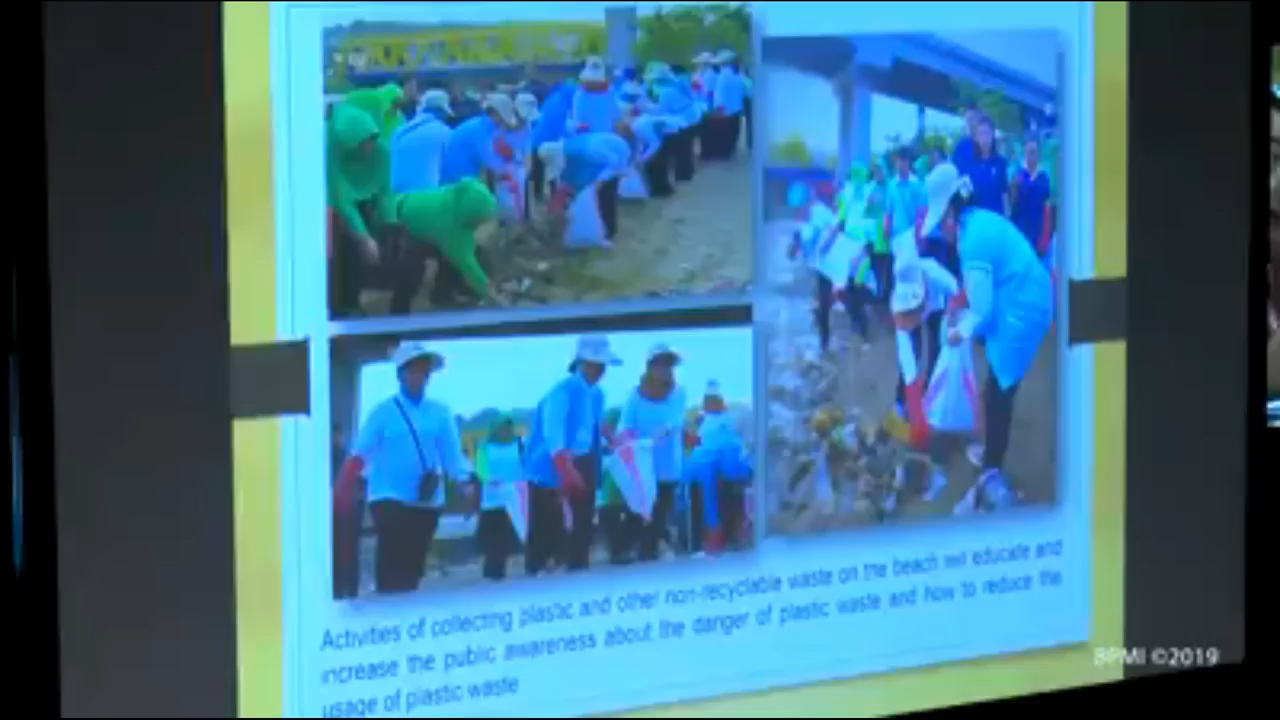 Activities of collecting plastic and other non-recyclable waste on the beach will educate and
increase the public awareness about the danger of plastic waste and how to reduce the
usage of plastic waste
BPMI ©2019